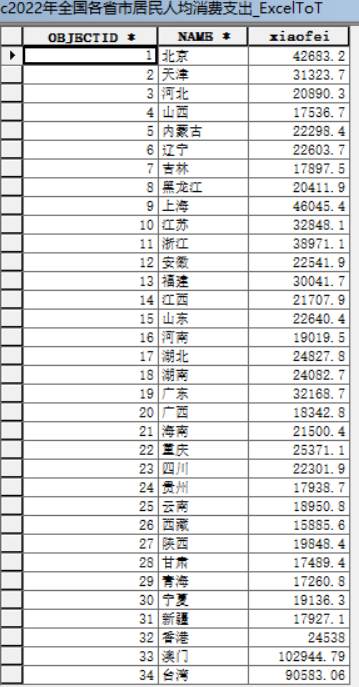 c2022年全国各省市居民人均消费支出_ExcelToT
OBJECTID * NAME * xiaofei
1 北京 42683.2
2 天津 31323.7
3 河北 20890.3
4 山西 17536.7
5 内蒙古 22298.4
6 辽宁 22603.7
7 吉林 17897.5
8 黑龙江 20411.9
9 上海 46045.4
10 江苏 32848.1
11 浙江 38971.1
12 安徽 22541.9
13 福建 30041.7
14 江西 21707.9
15 山东 22640.4
16 河南 19019.5
17 湖北 24827.8
18 湖南 24082.7
19 广东 32168.7
20 广西 18342.8
21 海南 21500.4
22 重庆 25371.1
23 四川 22301.9
24 贵州 17938.7
25 云南 18950.8
26 西藏 15885.6
27 陕西 19848.4
28 甘肃 17489.4
29 青海 17260.8
30 宁夏 19136.3
31 新疆 17927.1
32 香港 24538
33 澳门 102944.79
34 台湾 90583.06